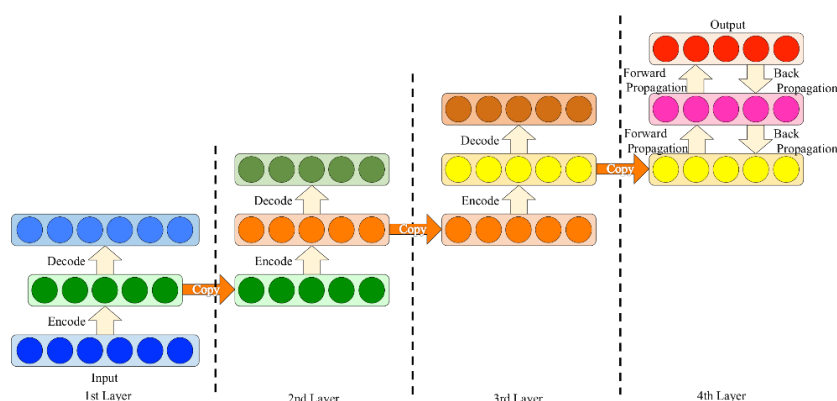 Output
Forward
Propagation
Back
Propagation
Forward
Propagation
Back
Propagation
Copy
Decode
Encode
Copy
Decode
Encode
Copy
Decode
Encode
Input
1st Layer
2nd Layer
3rd Layer
4th Layer